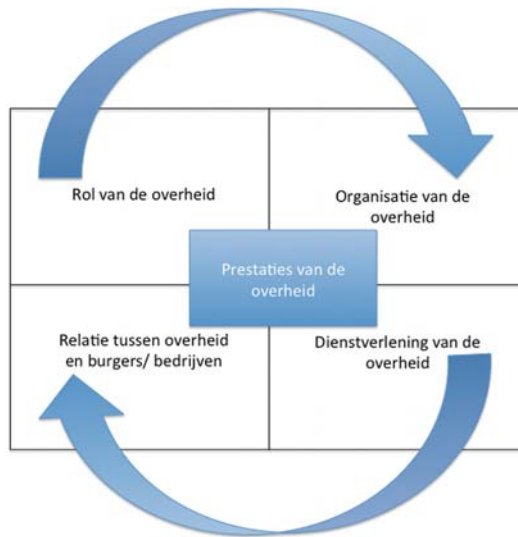 Rol van de overheid
Organisatie van de
overheid
Prestaties van de
overheid
Relatie tussen overheid
en burgers/ bedrijven
Dienstverlening van de
overheid